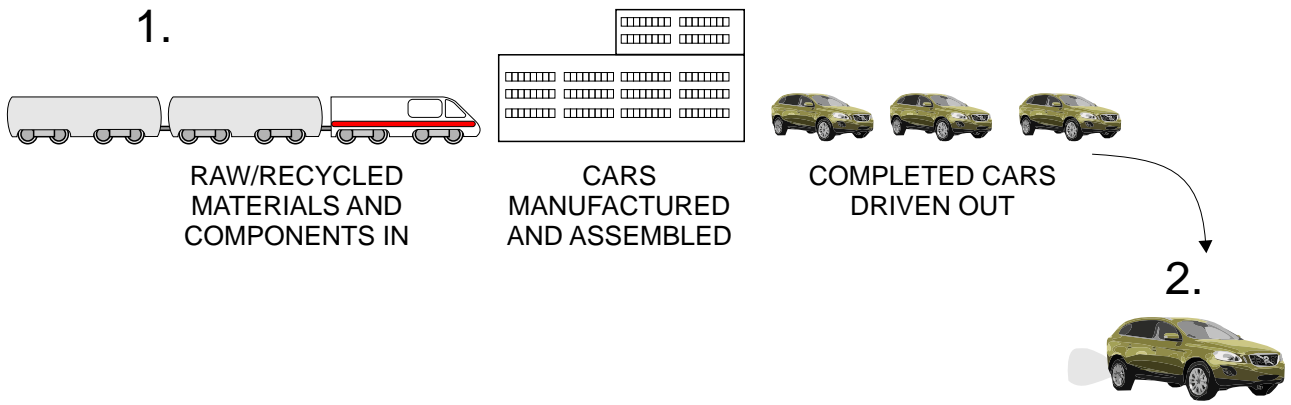 1.
RAW/RECYCLED
MATERIALS AND
COMPONENTS IN
CARS
MANUFACTURED
AND ASSEMBLED
COMPLETED CARS
DRIVEN OUT
2.